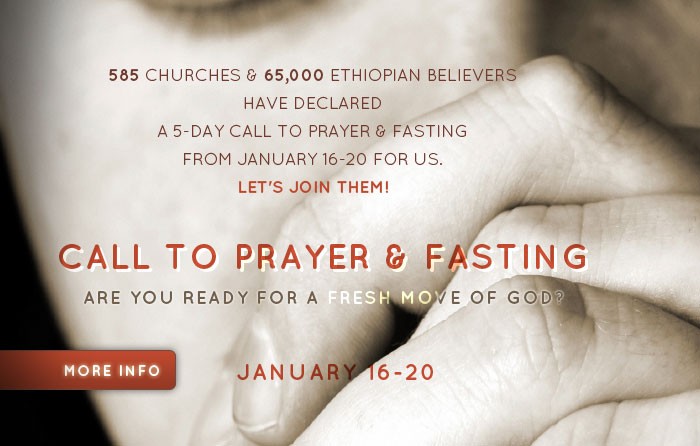 585 CHURCHES & 65,000 ETHIOPIAN BELIEVERS
HAVE DECLARED
A 5-DAY CALL TO PRAYER & FASTING
FROM JANUARY 16-20 FOR US.
LET'S JOIN THEM!
CALL TO PRAYER & FASTING
ARE YOU READY FOR A FRESH MOVE OF GOD?
MORE INFO
JANUARY 16-20